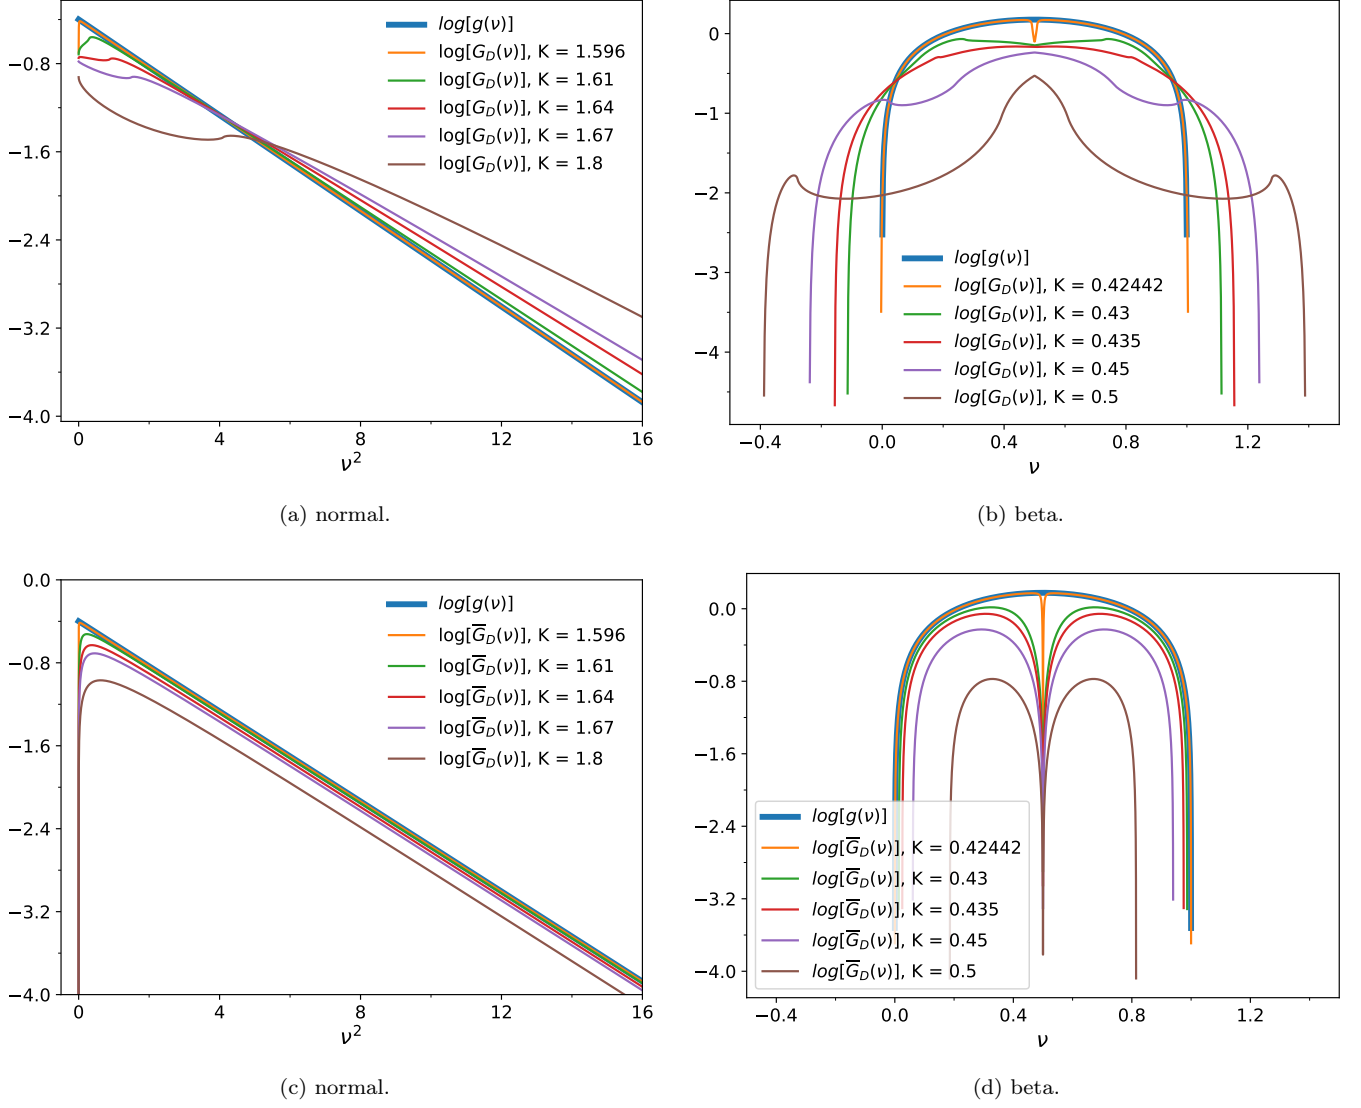 −0.8
−1.6
−2.4
−3.2
−4.0
0
4
8
12
16
ν²
log[g(ν)]
log[G_D(ν)], K = 1.596
log[G_D(ν)], K = 1.61
log[G_D(ν)], K = 1.64
log[G_D(ν)], K = 1.67
log[G_D(ν)], K = 1.8
(a) normal.
0
−1
−2
−3
−4
−0.4
0.0
0.4
0.8
1.2
ν
log[g(ν)]
log[G_D(ν)], K = 0.42442
log[G_D(ν)], K = 0.43
log[G_D(ν)], K = 0.435
log[G_D(ν)], K = 0.45
log[G_D(ν)], K = 0.5
(b) beta.
0.0
−0.8
−1.6
−2.4
−3.2
−4.0
0
4
8
12
16
ν²
log[g(ν)]
log[G̅_D(ν)], K = 1.596
log[G̅_D(ν)], K = 1.61
log[G̅_D(ν)], K = 1.64
log[G̅_D(ν)], K = 1.67
log[G̅_D(ν)], K = 1.8
(c) normal.
0.0
−0.8
−1.6
−2.4
−3.2
−4.0
−0.4
0.0
0.4
0.8
1.2
ν
log[g(ν)]
log[G̅_D(ν)], K = 0.42442
log[G̅_D(ν)], K = 0.43
log[G̅_D(ν)], K = 0.435
log[G̅_D(ν)], K = 0.45
log[G̅_D(ν)], K = 0.5
(d) beta.